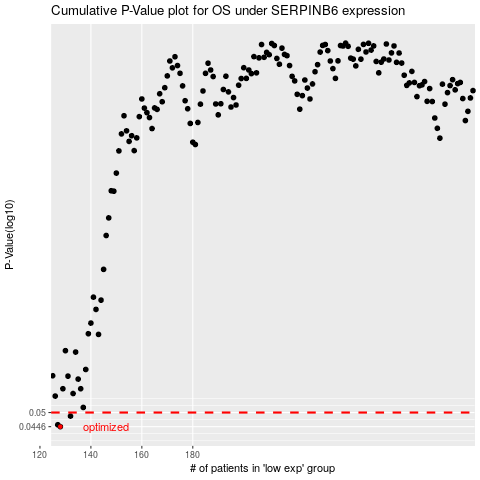 Cumulative P-Value plot for OS under SERPINB6 expression
P-Value(log10)
0.05
0.0446
optimized
120 140 160 180
# of patients in 'low exp' group